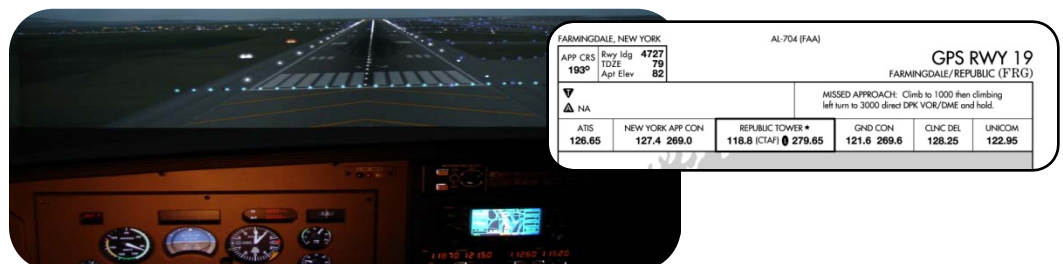 FARMINGDALE, NEW YORK
AL-704 (FAA)
APP CRS
193º
Rwy ldg 4727
TDZE 79
Apt Elev 82
GPS RWY 19
FARMINGDALE/REPUBLIC (FRG)
T
A NA
MISSED APPROACH: Climb to 1000 then climbing
left turn to 3000 direct DPK VOR/DME and hold.
ATIS
126.65
NEW YORK APP CON
127.4 269.0
REPUBLIC TOWER ★
118.8 (CTAF) L 279.65
GND CON
121.6 269.6
CLNC DEL
128.25
UNICOM
122.95